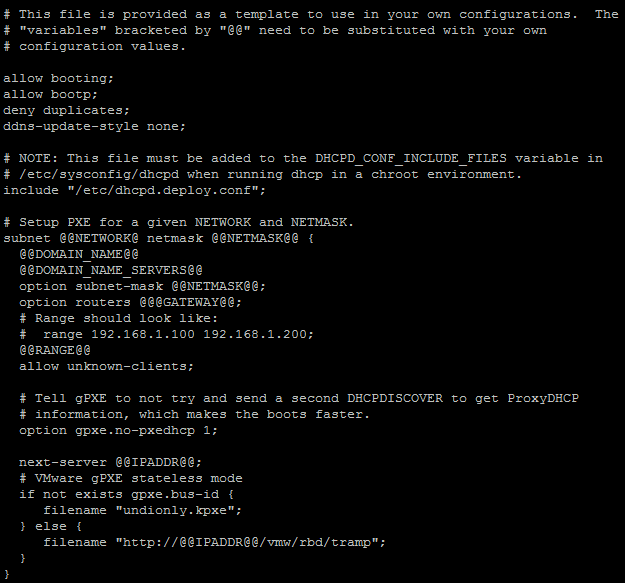 # This file is provided as a template to use in your own configurations.  The
# "variables" bracketed by "@@" need to be substituted with your own
# configuration values.

allow booting;
allow bootp;
deny duplicates;
ddns-update-style none;

# NOTE: This file must be added to the DHCPD_CONF_INCLUDE_FILES variable in
# /etc/sysconfig/dhcpd when running dhcp in a chroot environment.
include "/etc/dhcpd.deploy.conf";

# Setup PXE for a given NETWORK and NETMASK.
subnet @@NETWORK@ netmask @@NETMASK@@ {
  @@DOMAIN_NAME@@
  @@DOMAIN_NAME_SERVERS@@
  option subnet-mask @@NETMASK@@;
  option routers @@@GATEWAY@@;
  # Range should look like:
  #  range 192.168.1.100 192.168.1.200;
  @@RANGE@@
  allow unknown-clients;

  # Tell gPXE to not try and send a second DHCPDISCOVER to get ProxyDHCP
  # information, which makes the boots faster.
  option gpxe.no-pxedhcp 1;

  next-server @@IPADDR@@;
  # VMware gPXE stateless mode
  if not exists gpxe.bus-id {
     filename "undionly.kpxe";
  } else {
     filename "http://@@IPADDR@@/vmw/rbd/tramp";
  }
}